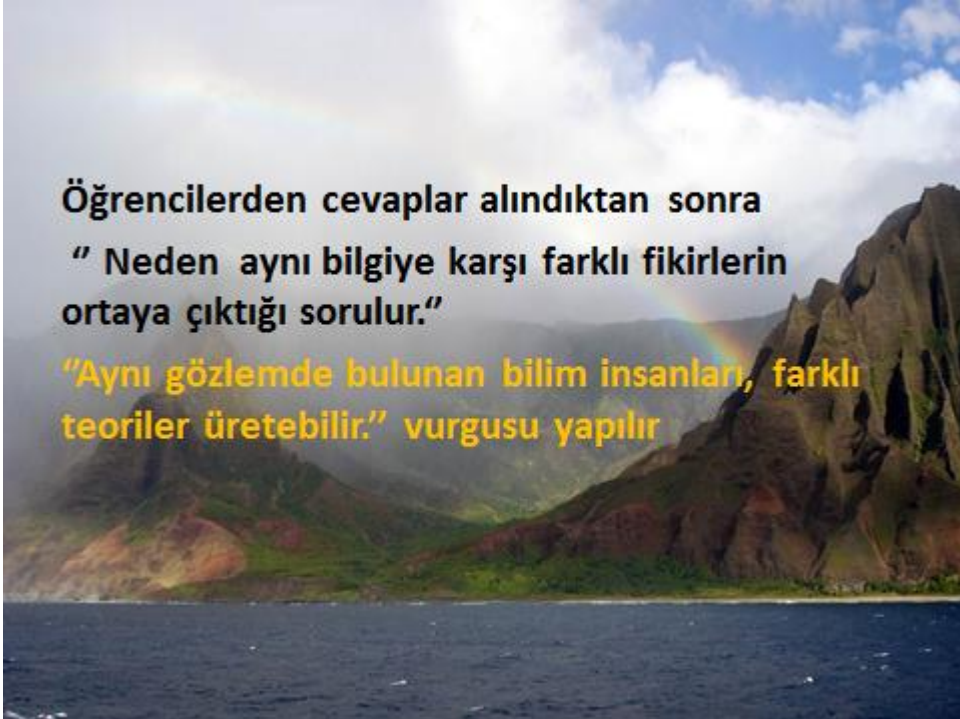 Öğrencilerden cevaplar alındıktan sonra
‘’ Neden aynı bilgiye karşı farklı fikirlerin
ortaya çıktığı sorulur.‘’
‘’Aynı gözlemde bulunan bilim insanları, farklı
teoriler üretebilir.’’ vurgusu yapılır